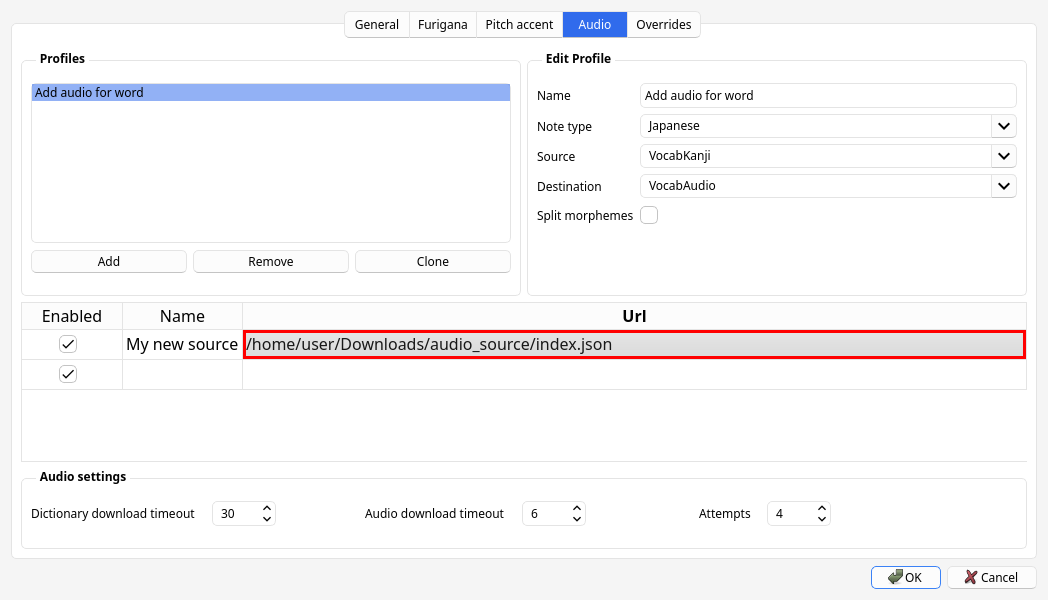 General Furigana Pitch accent Audio Overrides
Profiles
Add audio for word
Add Remove Clone
Edit Profile
Name Add audio for word
Note type Japanese
Source VocabKanji
Destination VocabAudio
Split morphemes
Enabled Name Url
My new source /home/user/Downloads/audio_source/index.json
Audio settings
Dictionary download timeout 30 Audio download timeout 6 Attempts 4
OK Cancel